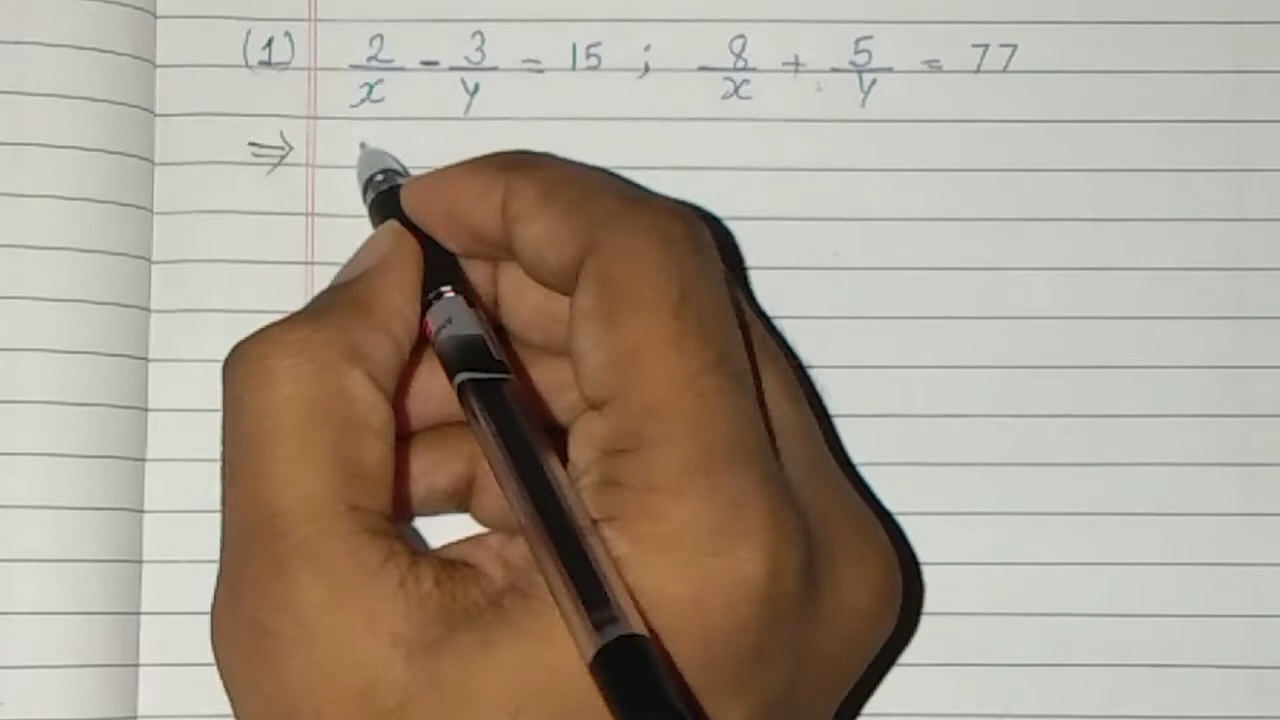 (1) 2/x - 3/y = 15 ; 8/x + 5/y = 77
⇒